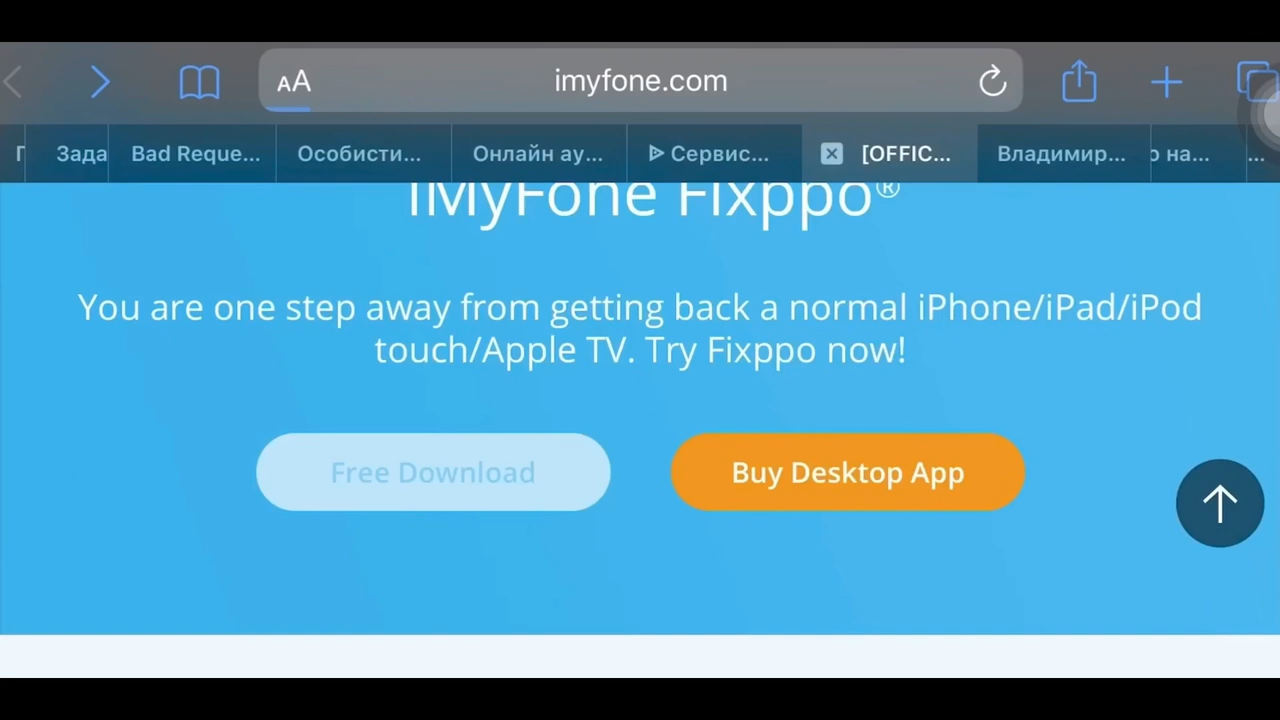 AA
imyfone.com
Зада
Bad Reque...
Особисти...
Онлайн ау...
Сервис...
[OFFIC...
Владимир...
на...
...
iMyFone Fixppo®
You are one step away from getting back a normal iPhone/iPad/iPod
touch/Apple TV. Try Fixppo now!
Free Download
Buy Desktop App